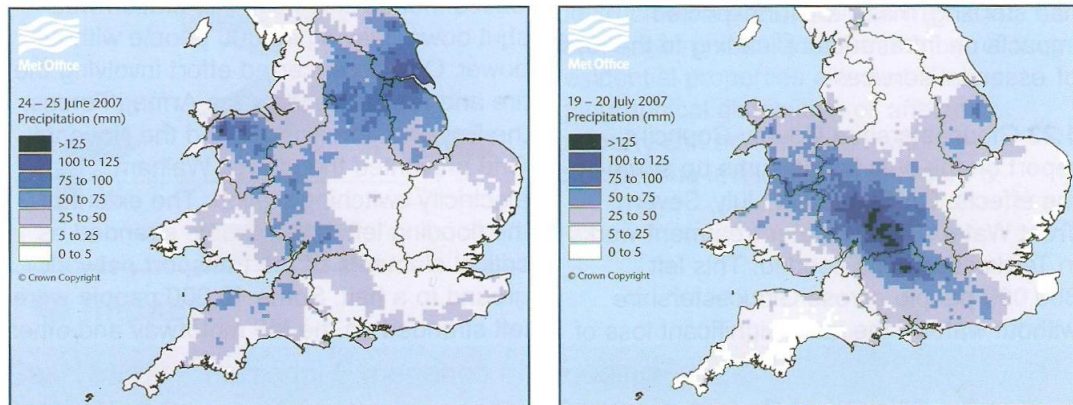 Met Office
24 – 25 June 2007
Precipitation (mm)
>125
100 to 125
75 to 100
50 to 75
25 to 50
5 to 25
0 to 5
© Crown Copyright
Met Office
19 – 20 July 2007
Precipitation (mm)
>125
100 to 125
75 to 100
50 to 75
25 to 50
5 to 25
0 to 5
© Crown Copyright